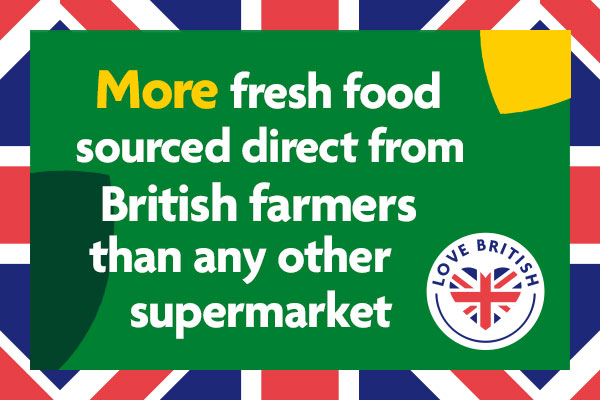 More fresh food
sourced direct from
British farmers
than any other
supermarket
LOVE BRITISH